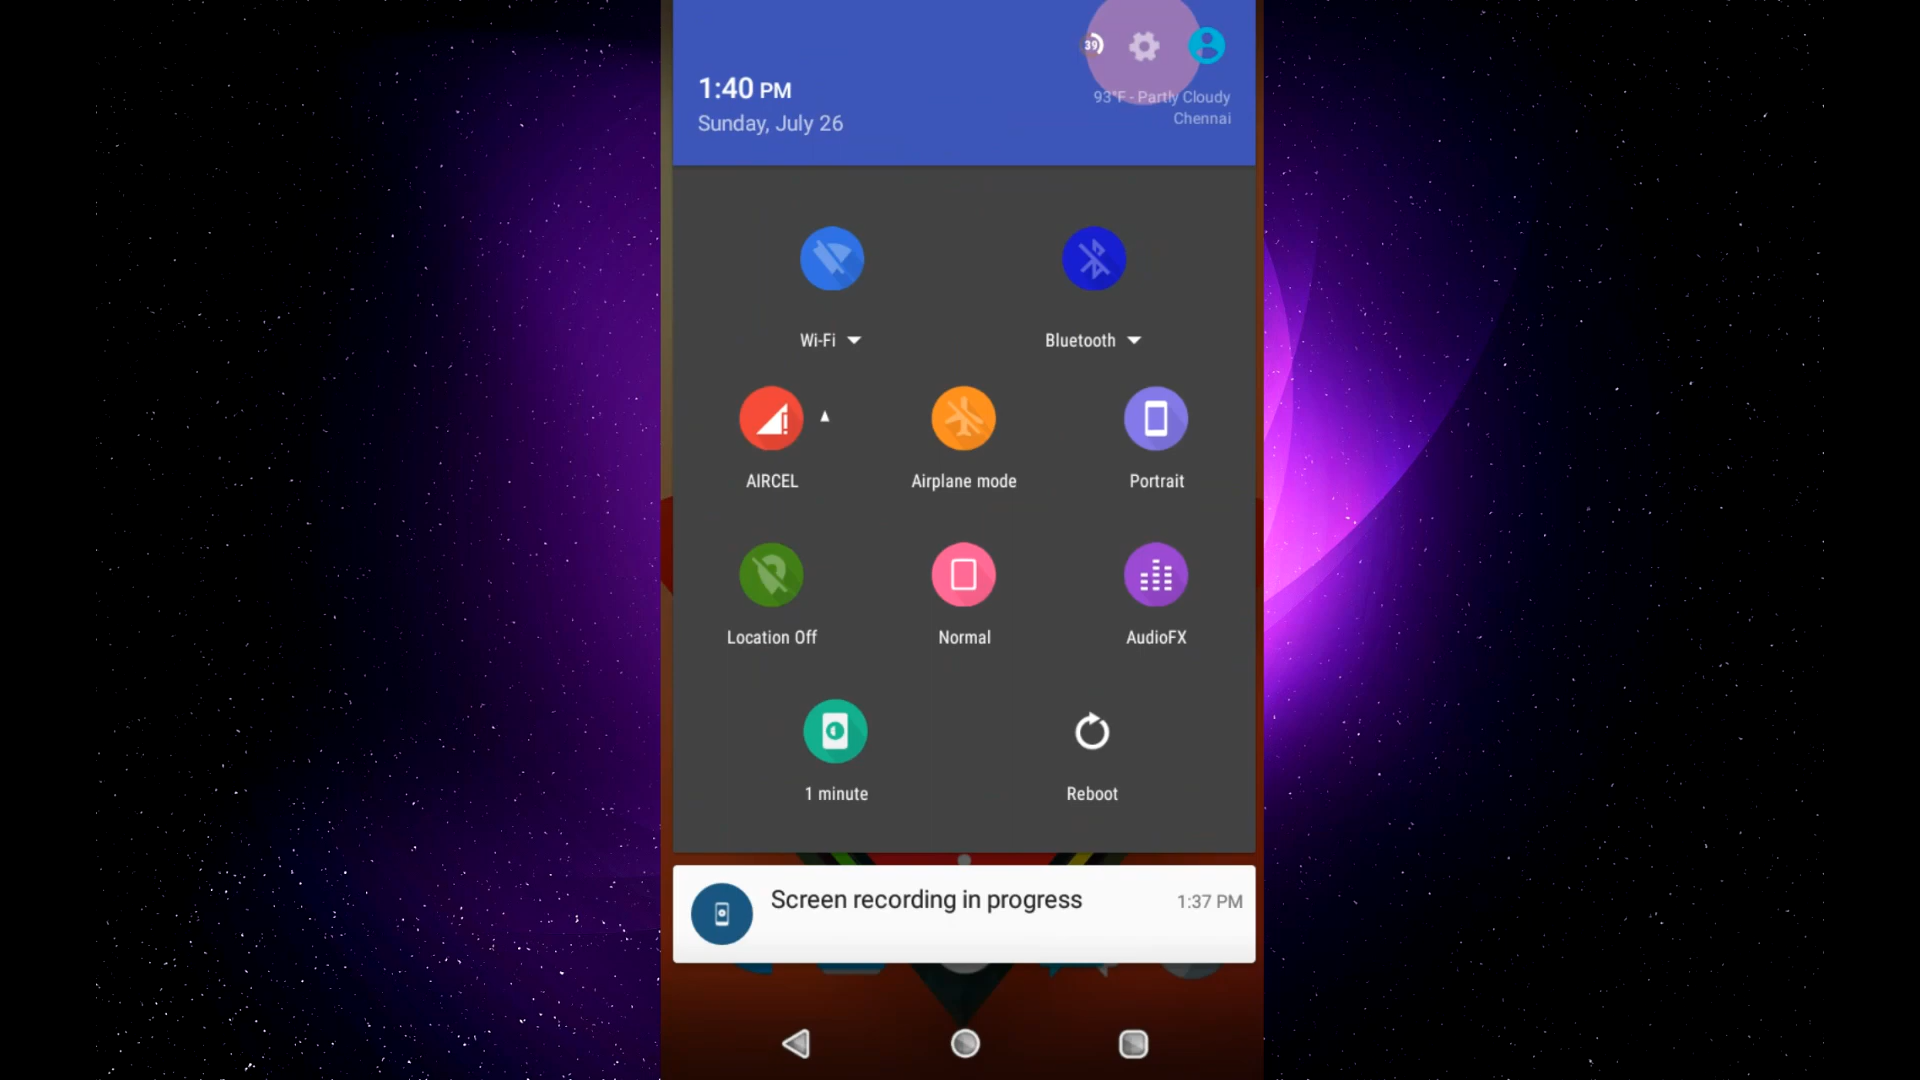 39
1:40 PM
Sunday, July 26
93°F - Partly Cloudy
Chennai
Wi-Fi
Bluetooth
AIRCEL
Airplane mode
Portrait
Location Off
Normal
AudioFX
1 minute
Reboot
Screen recording in progress
1:37 PM